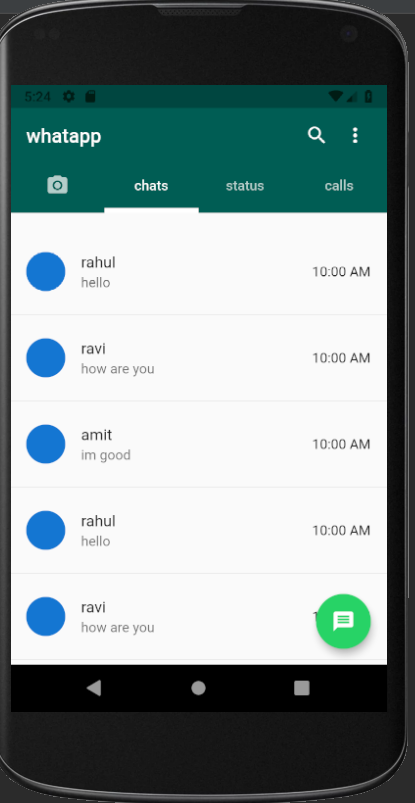 5:24
whatapp
chats status calls
rahul
hello
10:00 AM
ravi
how are you
10:00 AM
amit
im good
10:00 AM
rahul
hello
10:00 AM
ravi
how are you